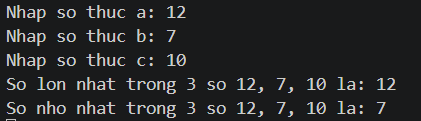 Nhap so thuc a: 12
Nhap so thuc b: 7
Nhap so thuc c: 10
So lon nhat trong 3 so 12, 7, 10 la: 12
So nho nhat trong 3 so 12, 7, 10 la: 7